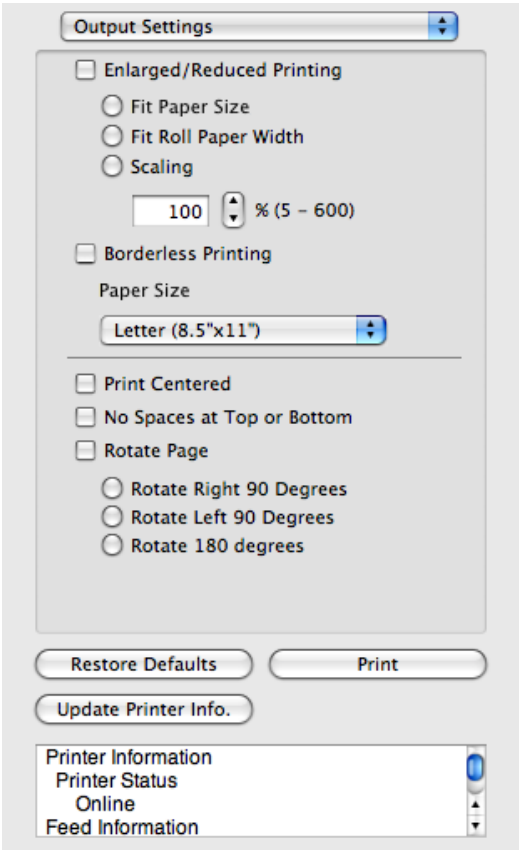 Output Settings
Enlarged/Reduced Printing
Fit Paper Size
Fit Roll Paper Width
Scaling
100 % (5 – 600)
Borderless Printing
Paper Size
Letter (8.5"x11")
Print Centered
No Spaces at Top or Bottom
Rotate Page
Rotate Right 90 Degrees
Rotate Left 90 Degrees
Rotate 180 degrees
Restore Defaults Print
Update Printer Info.
Printer Information
Printer Status
Online
Feed Information